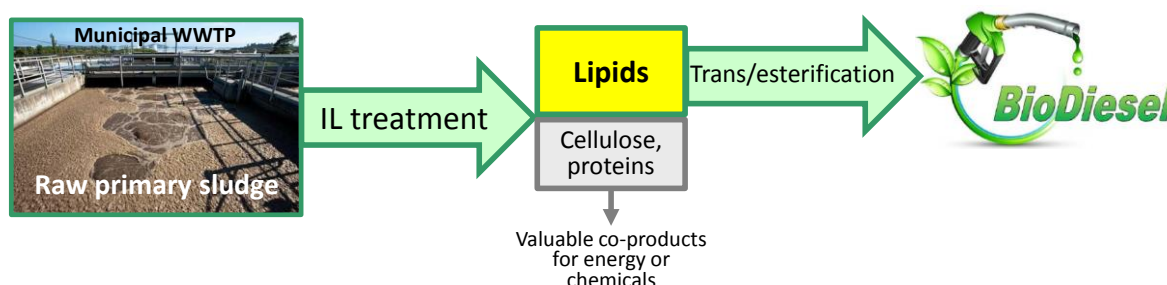 Municipal WWTP
Raw primary sludge
IL treatment
Lipids
Cellulose,
proteins
Valuable co-products
for energy or
chemicals
Trans/esterification
BioDiesel